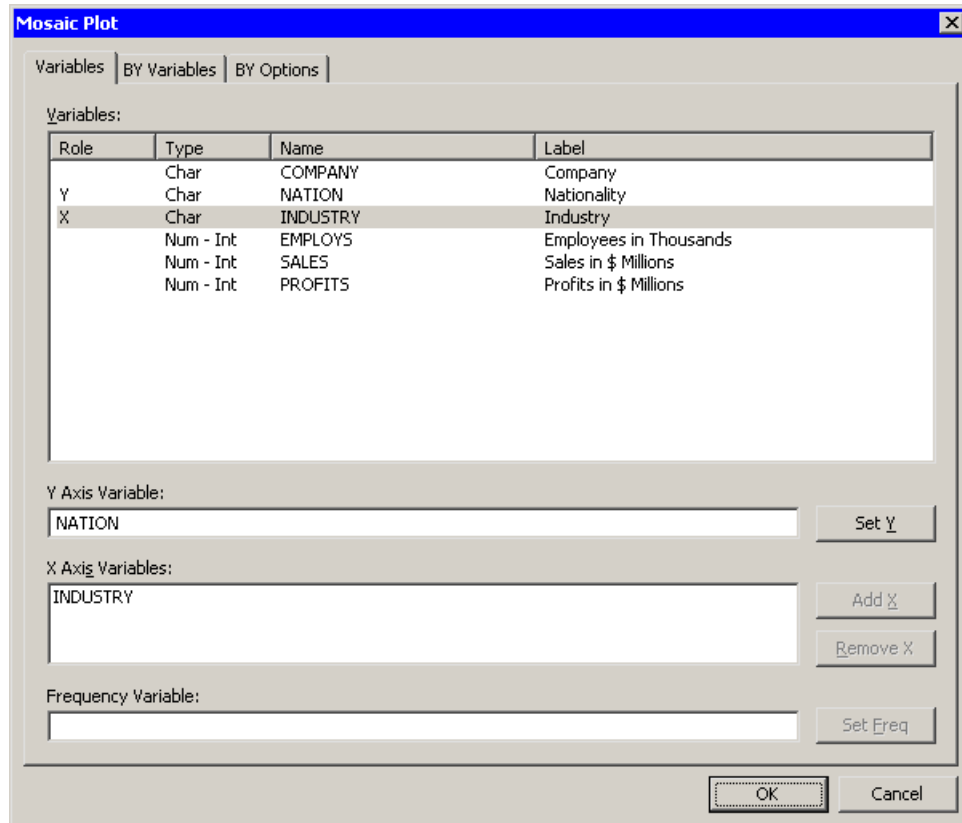 Mosaic Plot
Variables BY Variables BY Options
Variables:
Role Type Name Label
Char COMPANY Company
Y Char NATION Nationality
X Char INDUSTRY Industry
Num - Int EMPLOYS Employees in Thousands
Num - Int SALES Sales in $ Millions
Num - Int PROFITS Profits in $ Millions
Y Axis Variable:
NATION Set Y
X Axis Variables:
INDUSTRY
Add X
Remove X
Frequency Variable:
Set Freq
OK Cancel